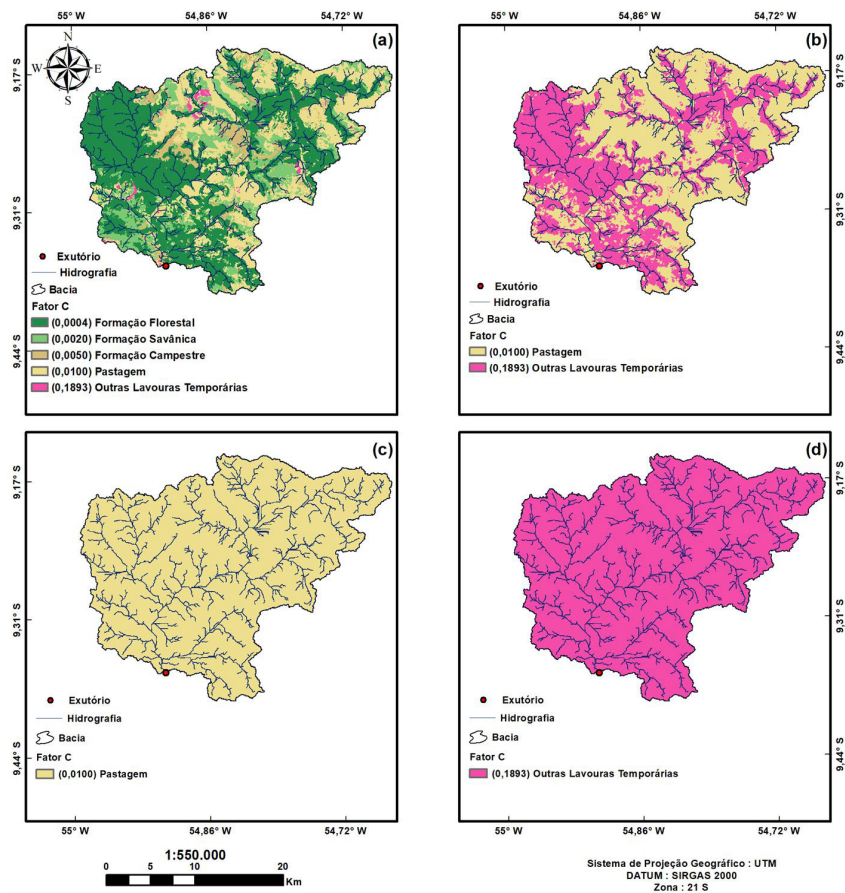 55° W
54,86° W
54,72° W
54,86° W
54,72° W
(a)
N
W
E
S
9,17° S
9,31° S
9,44° S
Exutório
Hidrografia
Bacia
Fator C
(0,0004) Formação Florestal
(0,0020) Formação Savânica
(0,0050) Formação Campestre
(0,0100) Pastagem
(0,1893) Outras Lavouras Temporárias
55° W
(b)
9,17° S
9,31° S
9,44° S
Exutório
Hidrografia
Bacia
Fator C
(0,0100) Pastagem
(0,1893) Outras Lavouras Temporárias
(c)
9,17° S
9,31° S
9,44° S
Exutório
Hidrografia
Bacia
Fator C
(0,0100) Pastagem
55° W
54,86° W
54,72° W
(d)
9,17° S
9,31° S
9,44° S
Exutório
Hidrografia
Bacia
Fator C
(0,1893) Outras Lavouras Temporárias
55° W
54,86° W
54,72° W
1:550.000
0 5 10 20
Km
Sistema de Projeção Geográfico : UTM
DATUM : SIRGAS 2000
Zona : 21 S